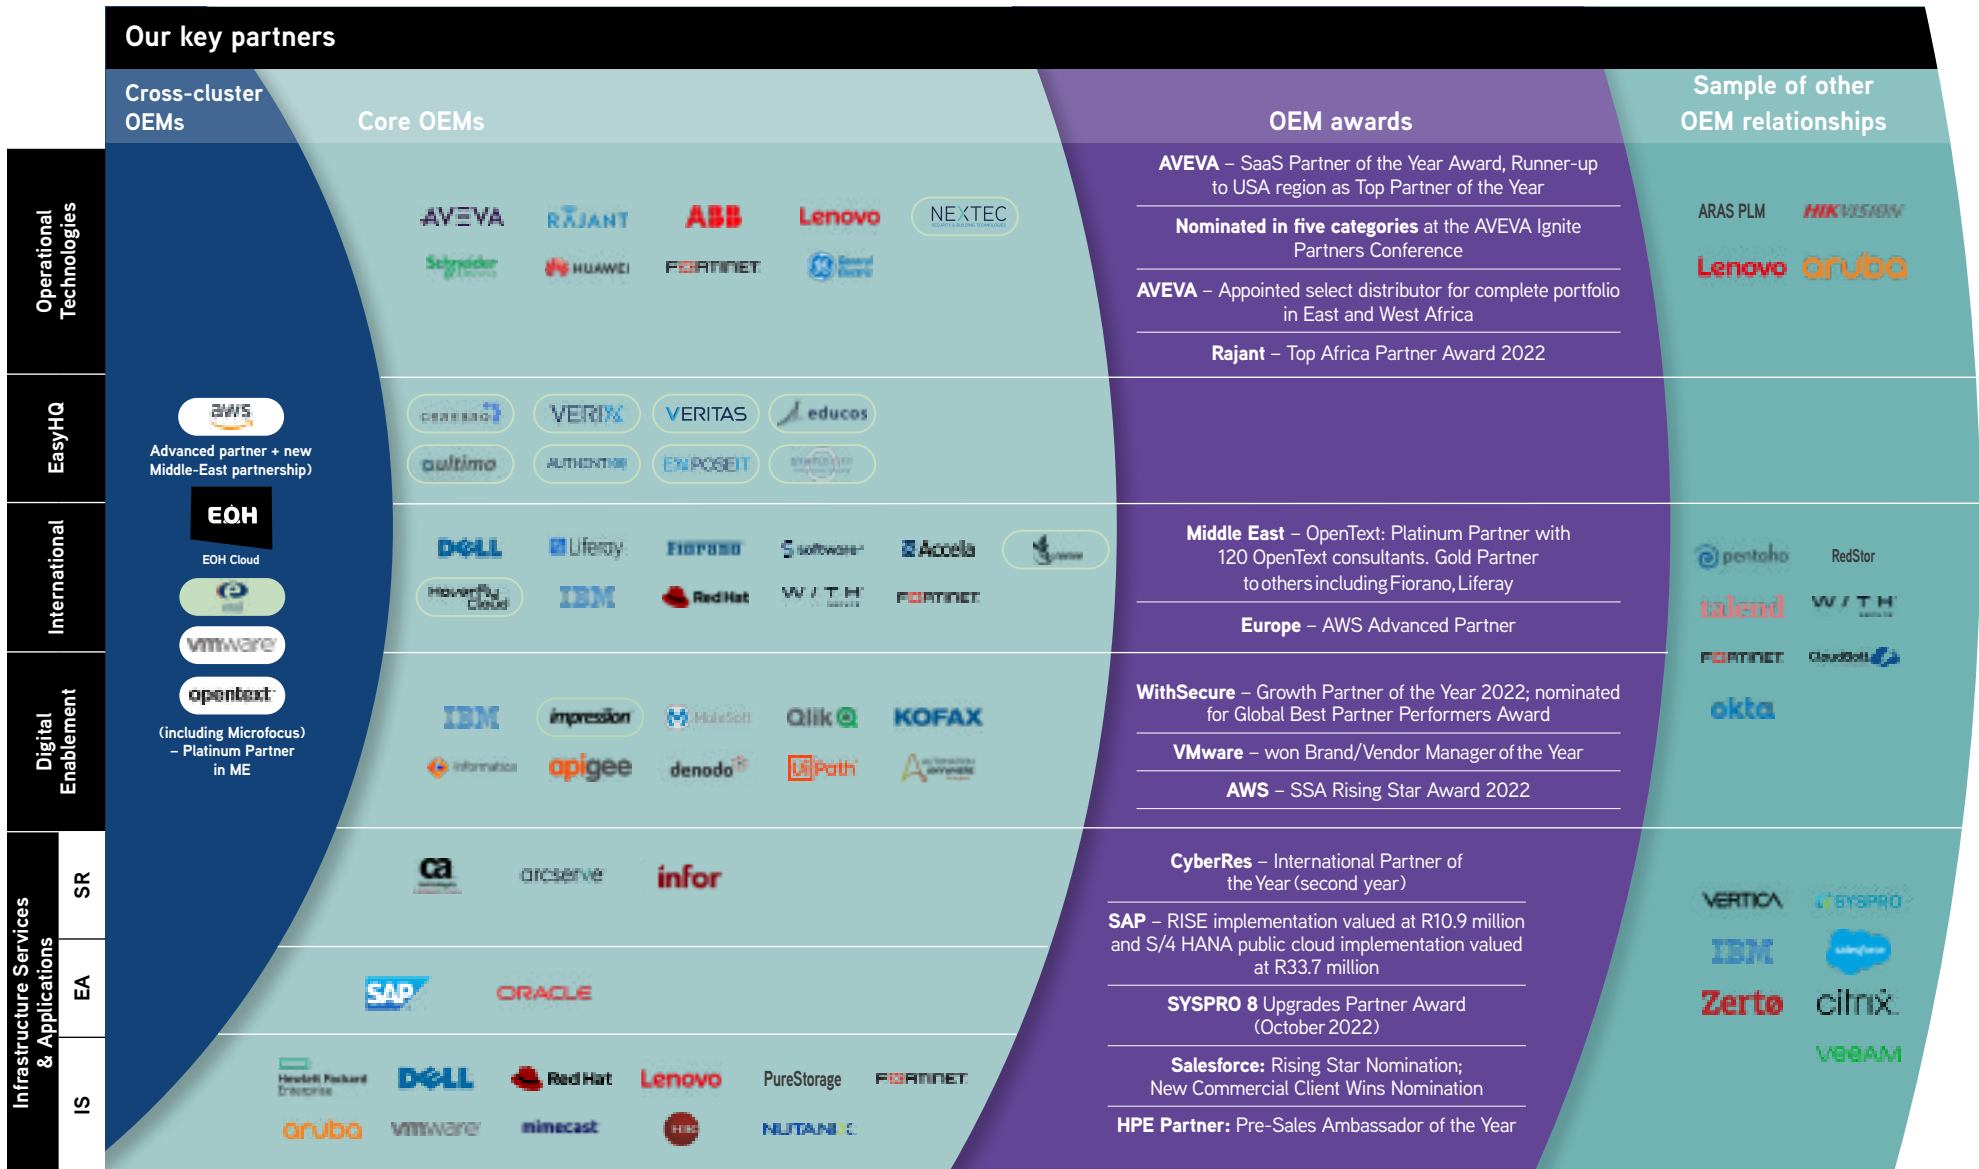 Our key partners
Cross-cluster
OEMs
Core OEMs
OEM awards
Sample of other
OEM relationships
Operational
Technologies
AVEVA
RAJANT
ABB
Lenovo
NEXTEC
Schneider
HUAWEI
FORTINET
General
Electric
AVEVA – SaaS Partner of the Year Award, Runner-up
to USA region as Top Partner of the Year
Nominated in five categories at the AVEVA Ignite
Partners Conference
AVEVA – Appointed select distributor for complete portfolio
in East and West Africa
Rajant – Top Africa Partner Award 2022
ARAS PLM
HIKVISION
Lenovo
aruba
EasyHQ
VERIX
VERITAS
educos
aultimo
EXPOSEIT
aws
Advanced partner + new
Middle-East partnership)
EOH
EOH Cloud
vmware
opentext
(including Microfocus)
– Platinum Partner
in ME
International
DELL
Liferay
Fiorano
software
Accela
Hoverfly
Cloud
IBM
Red Hat
W / T H
FORTINET
Middle East – OpenText: Platinum Partner with
120 OpenText consultants. Gold Partner
to others including Fiorano, Liferay
Europe – AWS Advanced Partner
pentaho
RedStor
talend
W / T H
FORTINET
okta
Digital
Enablement
IBM
impression
MuleSoft
Qlik
KOFAX
Informatica
apigee
denodo
UiPath
WithSecure – Growth Partner of the Year 2022; nominated
for Global Best Partner Performers Award
VMware – won Brand/Vendor Manager of the Year
AWS – SSA Rising Star Award 2022
Infrastructure Services
& Applications
SR
ca
arcserve
infor
CyberRes – International Partner of
the Year (second year)
SAP – RISE implementation valued at R10.9 million
and S/4 HANA public cloud implementation valued
at R33.7 million
SYSPRO 8 Upgrades Partner Award
(October 2022)
Salesforce: Rising Star Nomination;
New Commercial Client Wins Nomination
HPE Partner: Pre-Sales Ambassador of the Year
VERTICA
SYSPRO
IBM
salesforce
Zerto
citrix
veeAM
EA
SAP
ORACLE
IS
Hewlett Packard
Enterprise
DELL
Red Hat
Lenovo
PureStorage
FORTINET
aruba
vmware
mimecast
NUTANIX